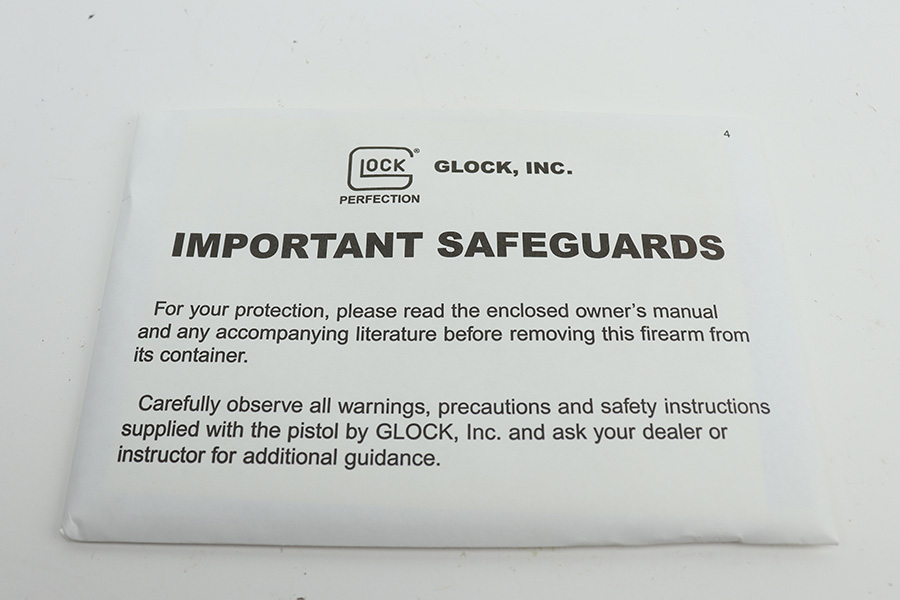 4
GLOCK® GLOCK, INC.
PERFECTION
IMPORTANT SAFEGUARDS
For your protection, please read the enclosed owner's manual
and any accompanying literature before removing this firearm from
its container.
Carefully observe all warnings, precautions and safety instructions
supplied with the pistol by GLOCK, Inc. and ask your dealer or
instructor for additional guidance.